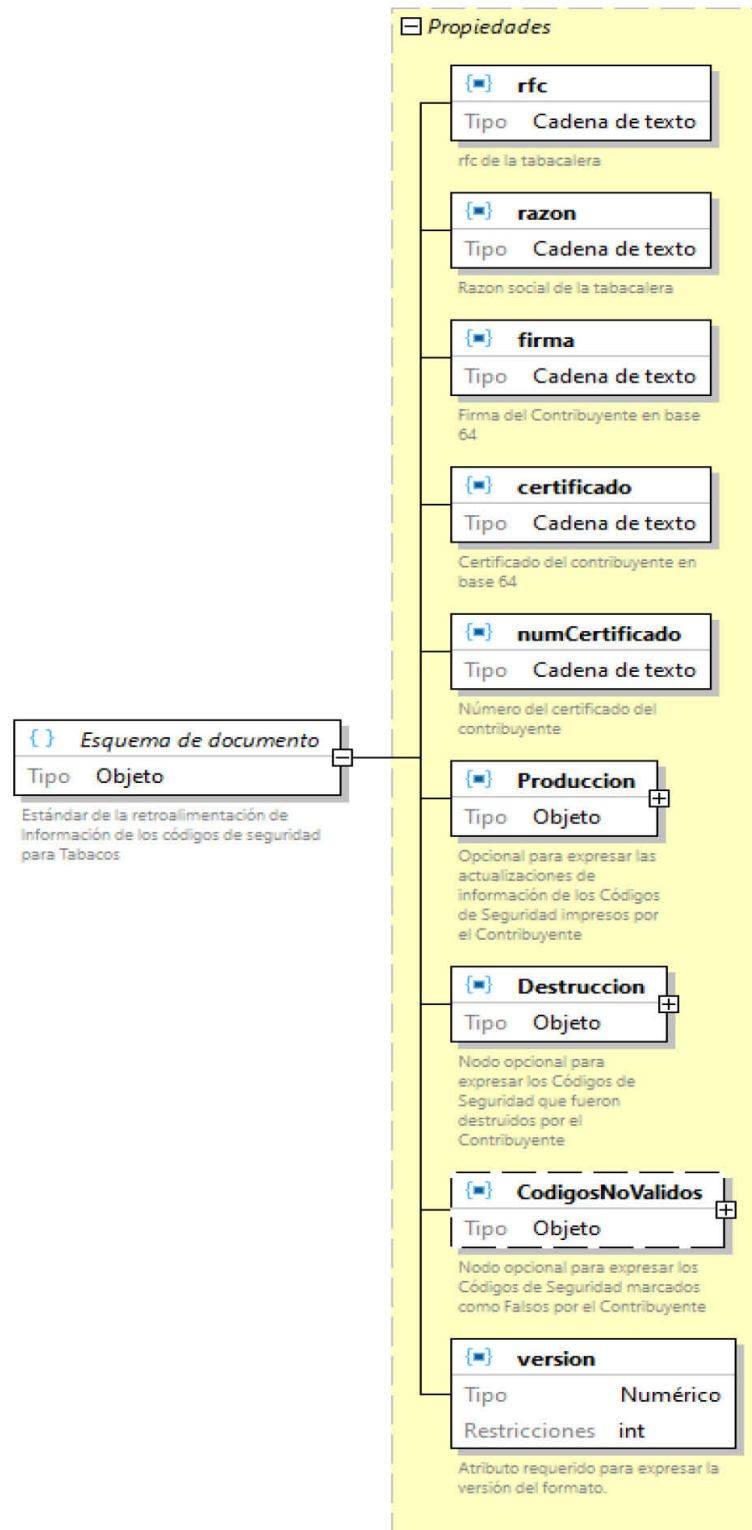 Propiedades
rfc
Tipo Cadena de texto
rfc de la tabacalera
razon
Tipo Cadena de texto
Razon social de la tabacalera
firma
Tipo Cadena de texto
Firma del Contribuyente en base
64
certificado
Tipo Cadena de texto
Certificado del contribuyente en
base 64
numCertificado
Tipo Cadena de texto
Número del certificado del
contribuyente
Esquema de documento
Tipo Objeto
Estándar de la retroalimentación de
Información de los códigos de seguridad
para Tabacos
Produccion
Tipo Objeto
Opcional para expresar las
actualizaciones de
información de los Códigos
de Seguridad impresos por
el Contribuyente
Destruccion
Tipo Objeto
Nodo opcional para
expresar los Códigos de
Seguridad que fueron
destruidos por el
Contribuyente
CodigosNoValidos
Tipo Objeto
Nodo opcional para expresar los
Códigos de Seguridad marcados
como Falsos por el Contribuyente
version
Tipo Numérico
Restricciones int
Atributo requerido para expresar la
versión del formato.